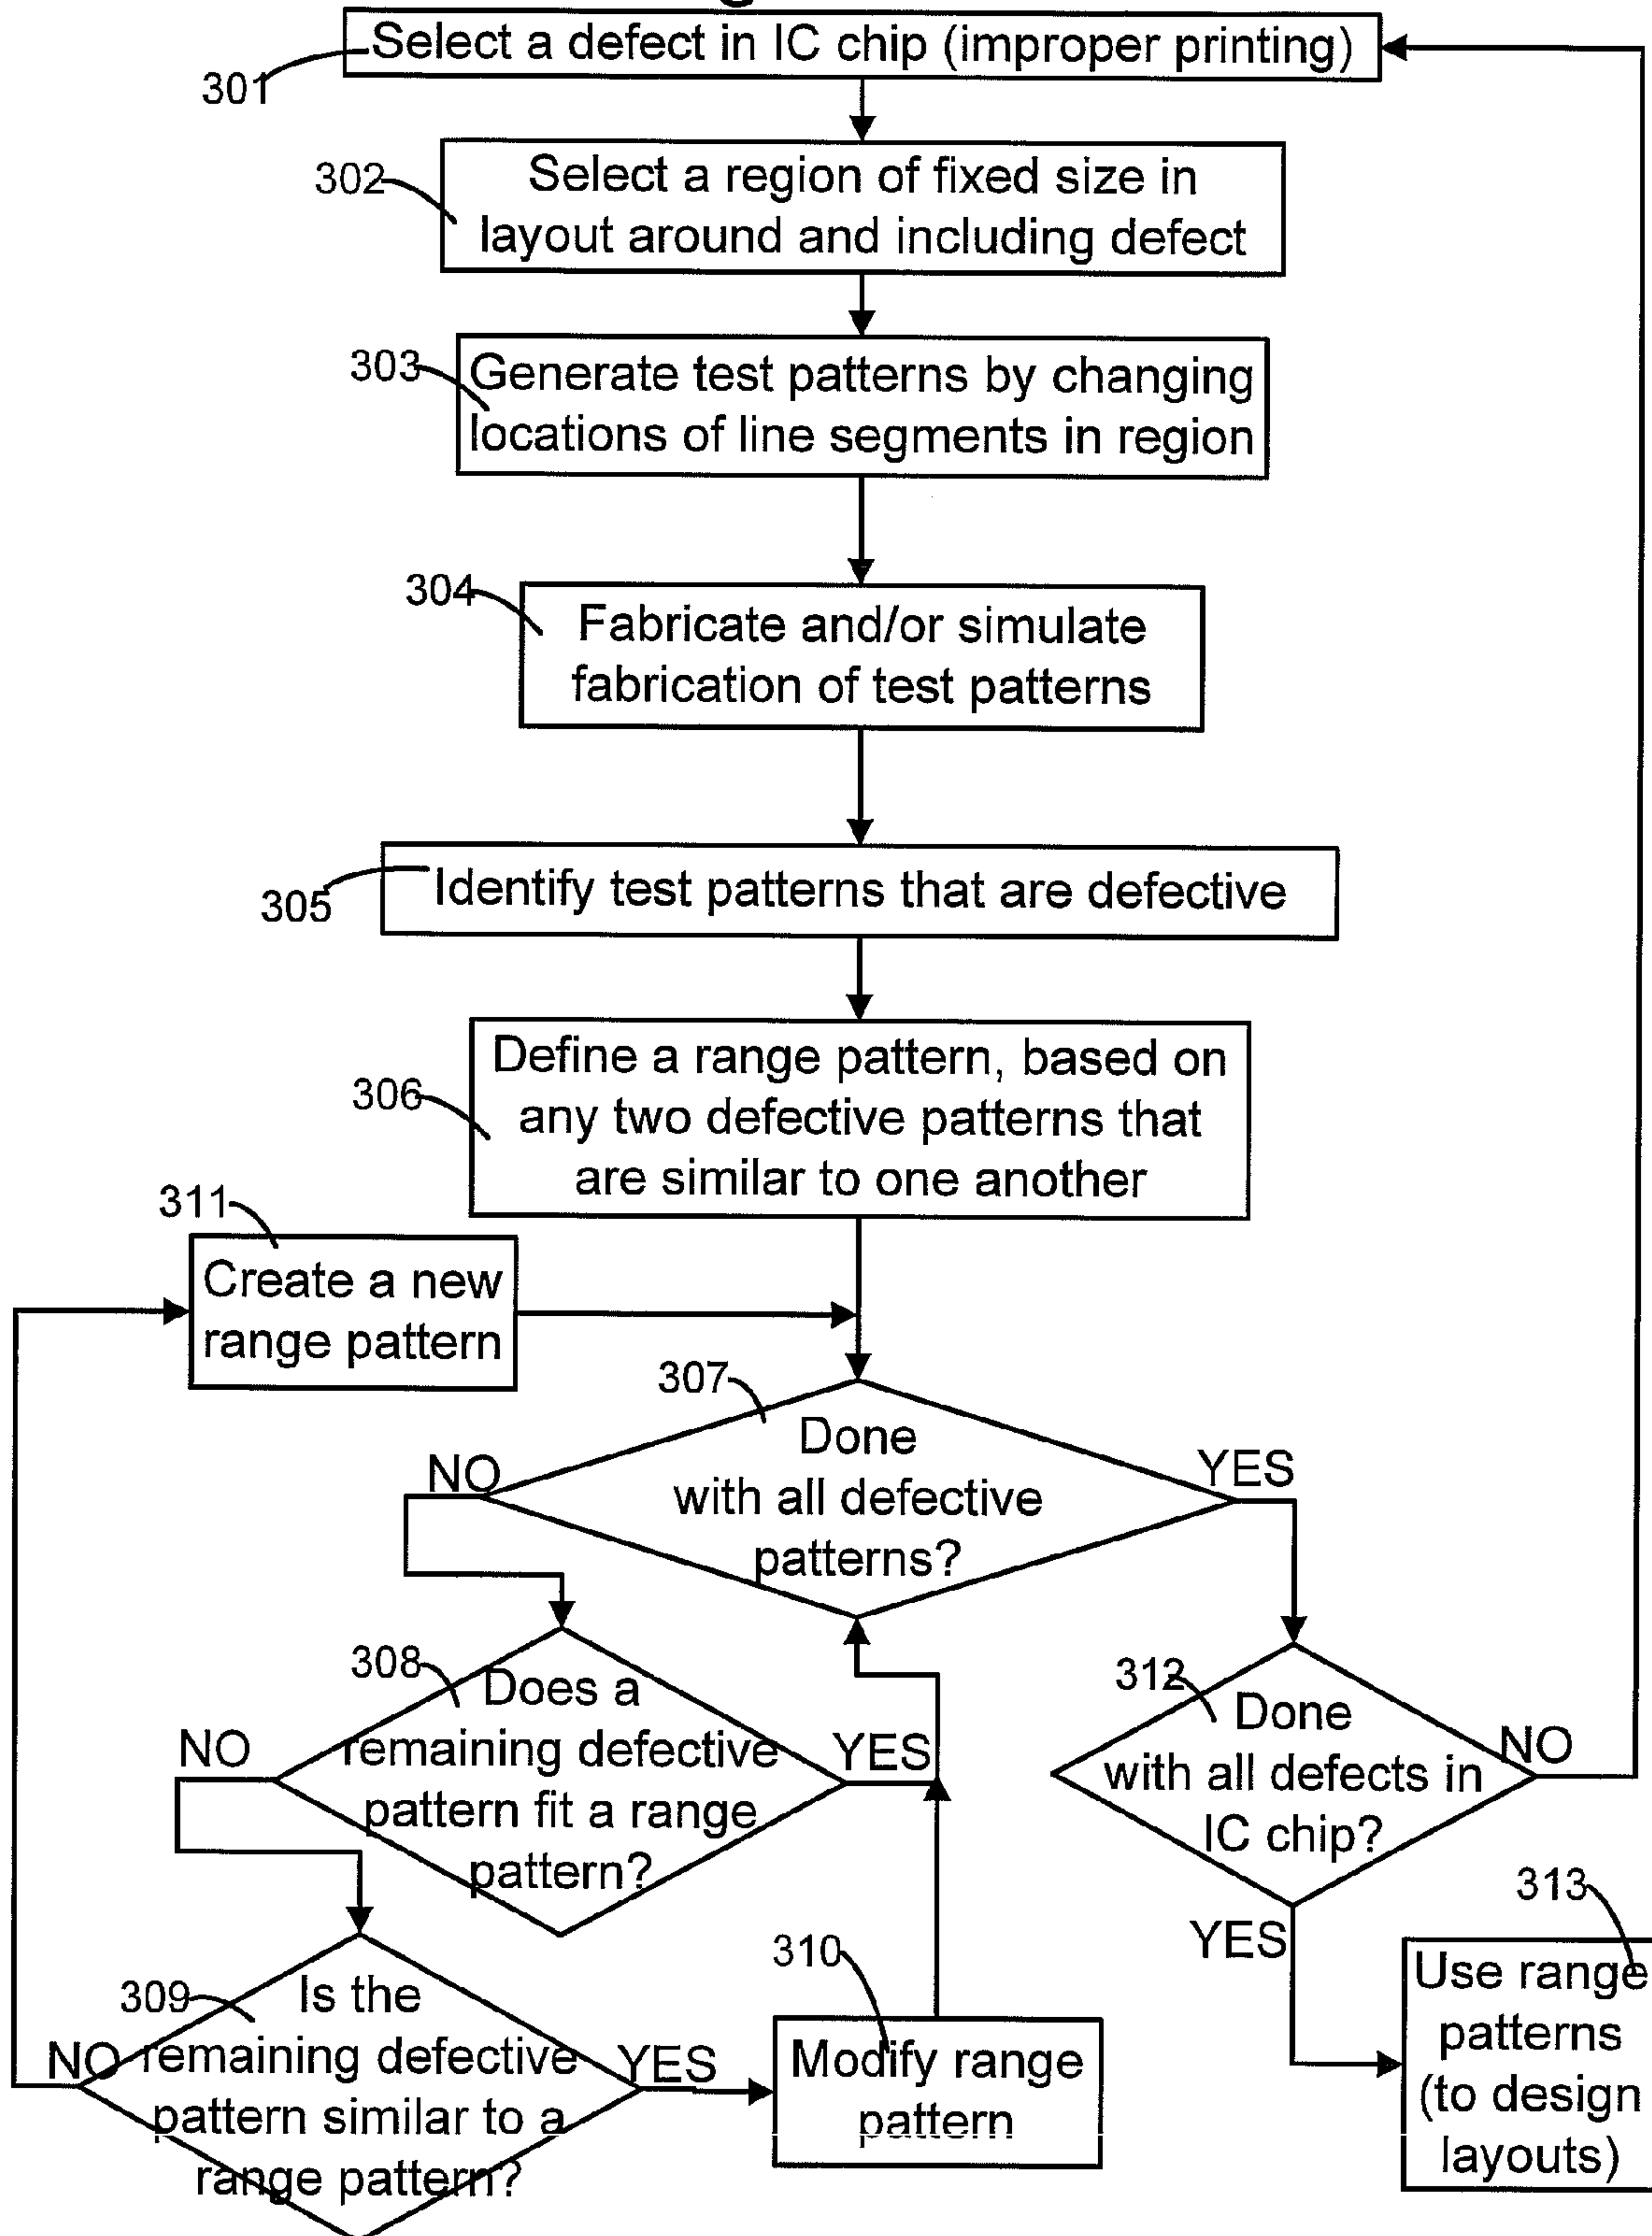 Select a defect in IC chip (improper printing)
301
302
Select a region of fixed size in
layout around and including defect
303
Generate test patterns by changing
locations of line segments in region
304
Fabricate and/or simulate
fabrication of test patterns
305
Identify test patterns that are defective
306
Define a range pattern, based on
any two defective patterns that
are similar to one another
311
Create a new
range pattern
307
Done
with all defective
patterns?
NO
YES
308
Does a
remaining defective
pattern fit a range
pattern?
NO
YES
312
Done
with all defects in
IC chip?
NO
YES
309
Is the
remaining defective
pattern similar to a
range pattern?
NO
YES
310
Modify range
pattern
313
Use range
patterns
(to design
layouts)